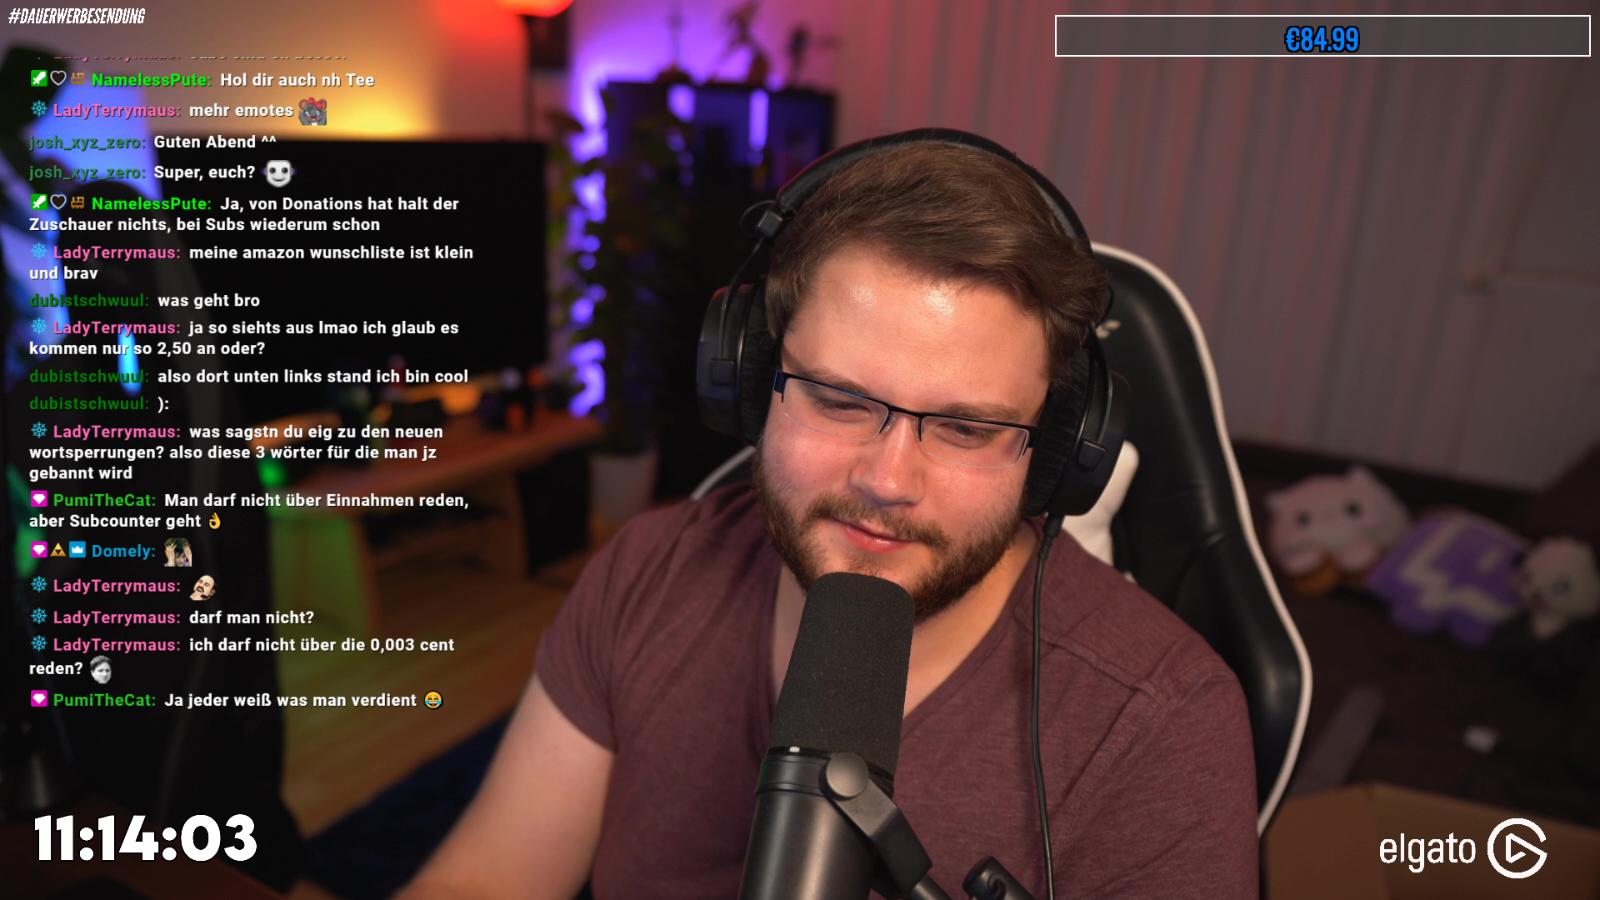 #DAUERWERBESENDUNG
€84.99
NamelessPute: Hol dir auch nh Tee
LadyTerrymaus: mehr emotes
josh_xyz_zero: Guten Abend ^^
josh_xyz_zero: Super, euch?
NamelessPute: Ja, von Donations hat halt der
Zuschauer nichts, bei Subs wiederum schon
LadyTerrymaus: meine amazon wunschliste ist klein
und brav
dubistschwuul: was geht bro
LadyTerrymaus: ja so siehts aus lmao ich glaub es
kommen nur so 2,50 an oder?
dubistschwuul: also dort unten links stand ich bin cool
dubistschwuul: ):
LadyTerrymaus: was sagstn du eig zu den neuen
wortsperrungen? also diese 3 wörter für die man jz
gebannt wird
PumiTheCat: Man darf nicht über Einnahmen reden,
aber Subcounter geht 👌
Domely:
LadyTerrymaus:
LadyTerrymaus: darf man nicht?
LadyTerrymaus: ich darf nicht über die 0,003 cent
reden?
PumiTheCat: Ja jeder weiß was man verdient 😂
11:14:03
elgato